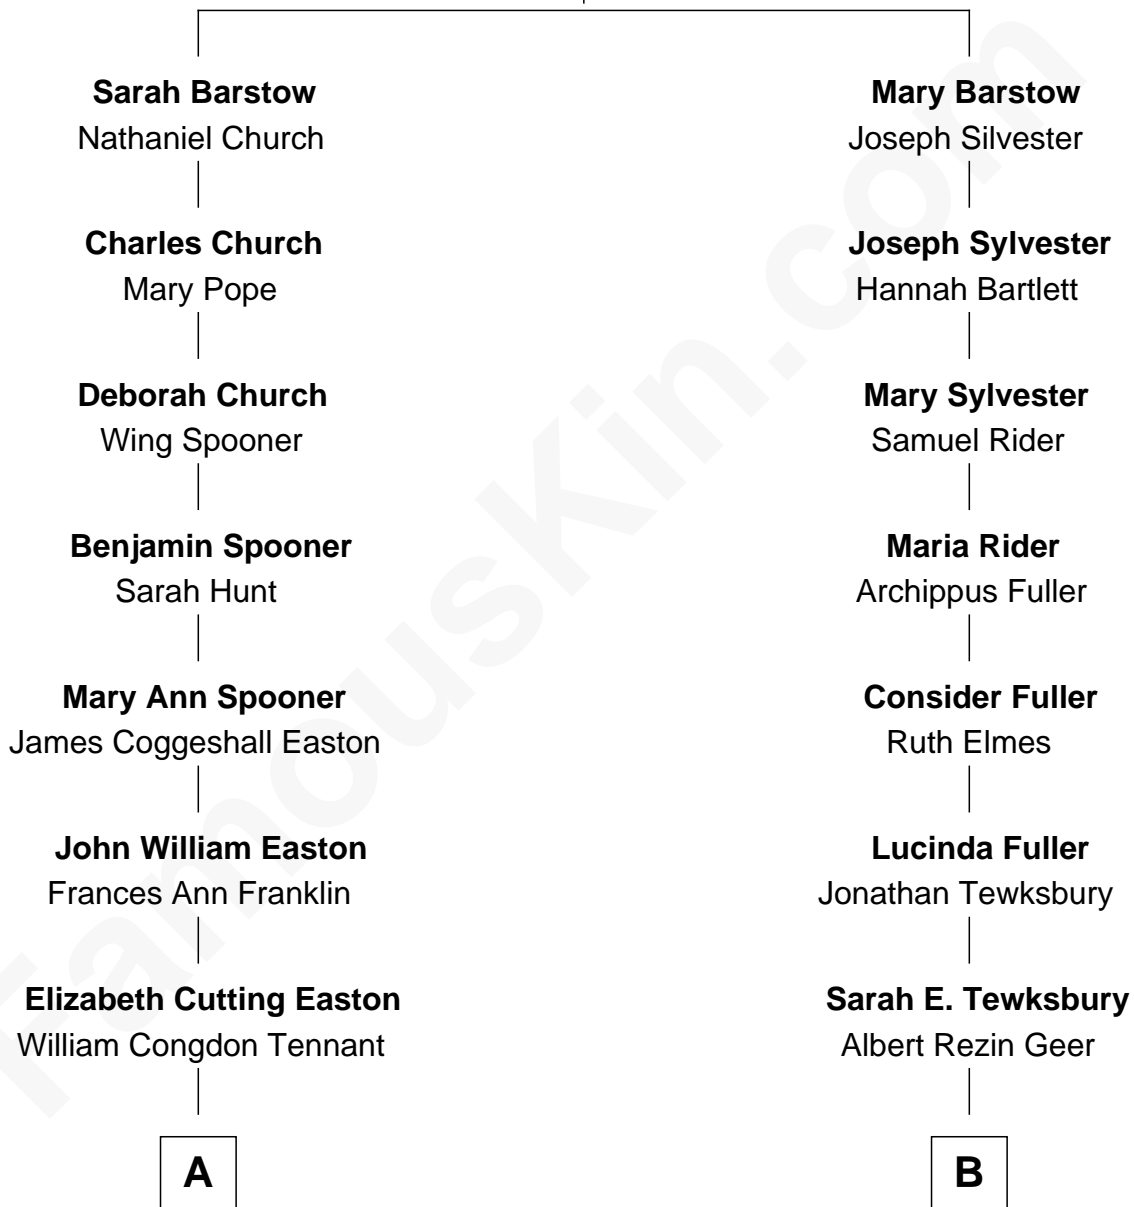 Sarah Barstow
Nathaniel Church
Mary Barstow
Joseph Silvester
Charles Church
Mary Pope
Joseph Sylvester
Hannah Bartlett
Deborah Church
Wing Spooner
Mary Sylvester
Samuel Rider
Benjamin Spooner
Sarah Hunt
Maria Rider
Archippus Fuller
Mary Ann Spooner
James Coggeshall Easton
Consider Fuller
Ruth Elmes
John William Easton
Frances Ann Franklin
Lucinda Fuller
Jonathan Tewksbury
Elizabeth Cutting Easton
William Congdon Tennant
Sarah E. Tewksbury
Albert Rezin Geer
A
B
FamousKin.com